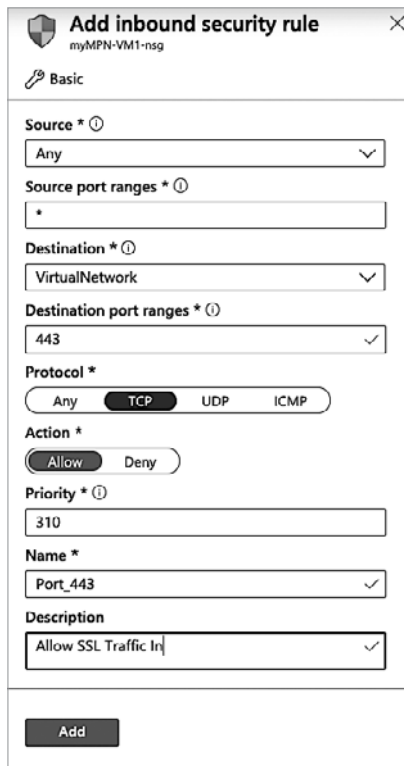 Add inbound security rule
myMPN-VM1-nsg
Basic
Source *
Any
Source port ranges *
*
Destination *
VirtualNetwork
Destination port ranges *
443
Protocol *
Any TCP UDP ICMP
Action *
Allow Deny
Priority *
310
Name *
Port_443
Description
Allow SSL Traffic In
Add